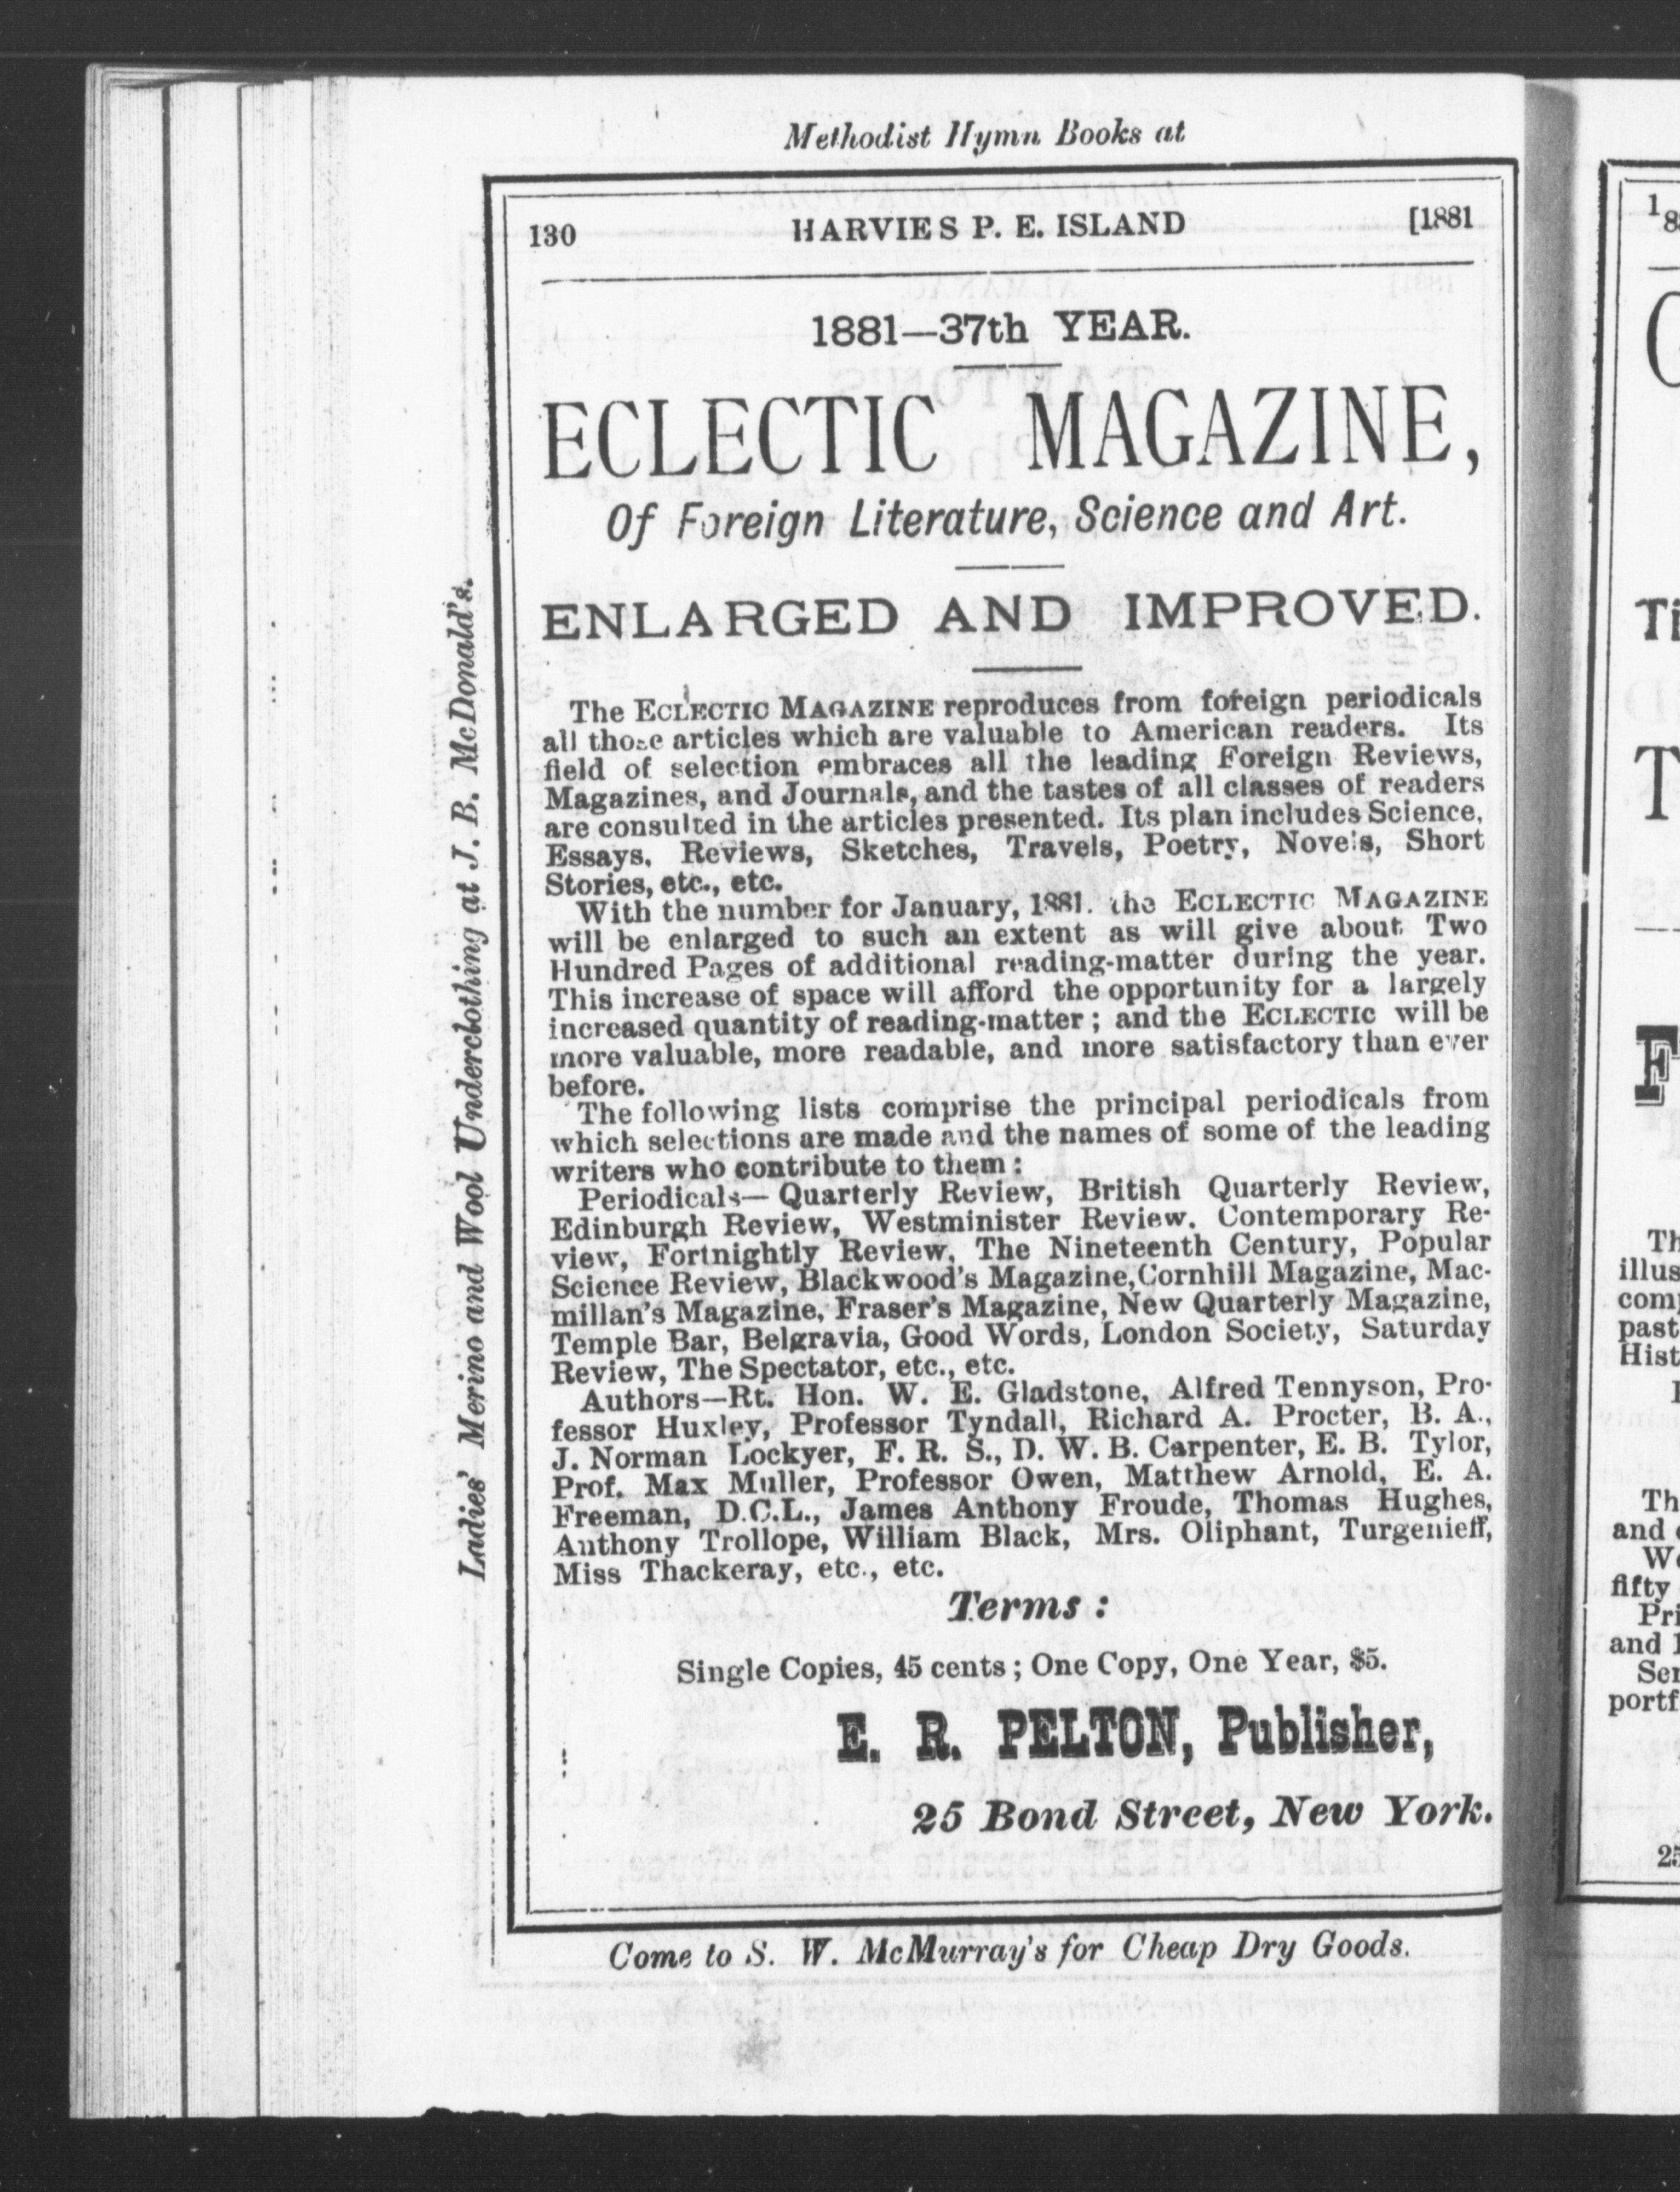 Methodist Hymn Books at
130 HARVIES P. E. ISLAND [1881
1881—37th YEAR.
ECLECTIC MAGAZINE,
Of Foreign Literature, Science and Art.
ENLARGED AND IMPROVED.
The ECLECTIC MAGAZINE reproduces from foreign periodicals
all those articles which are valuable to American readers. Its
field of selection embraces all the leading Foreign Reviews,
Magazines, and Journals, and the tastes of all classes of readers
are consulted in the articles presented. Its plan includes Science,
Essays, Reviews, Sketches, Travels, Poetry, Novels, Short
Stories, etc., etc.
With the number for January, 1881. the ECLECTIC MAGAZINE
will be enlarged to such an extent as will give about Two
Hundred Pages of additional reading-matter during the year.
This increase of space will afford the opportunity for a largely
increased quantity of reading-matter; and the ECLECTIC will be
more valuable, more readable, and more satisfactory than ever
before.
The following lists comprise the principal periodicals from
which selections are made and the names of some of the leading
writers who contribute to them:
Periodicals— Quarterly Review, British Quarterly Review,
Edinburgh Review, Westminister Review. Contemporary Re-
view, Fortnightly Review, The Nineteenth Century, Popular
Science Review, Blackwood's Magazine, Cornhill Magazine, Mac-
millan's Magazine, Fraser's Magazine, New Quarterly Magazine,
Temple Bar, Belgravia, Good Words, London Society, Saturday
Review, The Spectator, etc., etc.
Authors—Rt. Hon. W. E. Gladstone, Alfred Tennyson, Pro-
fessor Huxley, Professor Tyndall, Richard A. Procter, B. A.,
J. Norman Lockyer, F. R. S., D. W. B. Carpenter, E. B. Tylor,
Prof. Max Muller, Professor Owen, Matthew Arnold, E. A.
Freeman, D.C.L., James Anthony Froude, Thomas Hughes,
Anthony Trollope, William Black, Mrs. Oliphant, Turgenieff,
Miss Thackeray, etc., etc.
Terms:
Single Copies, 45 cents; One Copy, One Year, $5.
E. R. PELTON, Publisher,
25 Bond Street, New York.
Come to S. W. McMurray's for Cheap Dry Goods.
Ladies' Merino and Wool Underclothing at J. B. McDonald's.